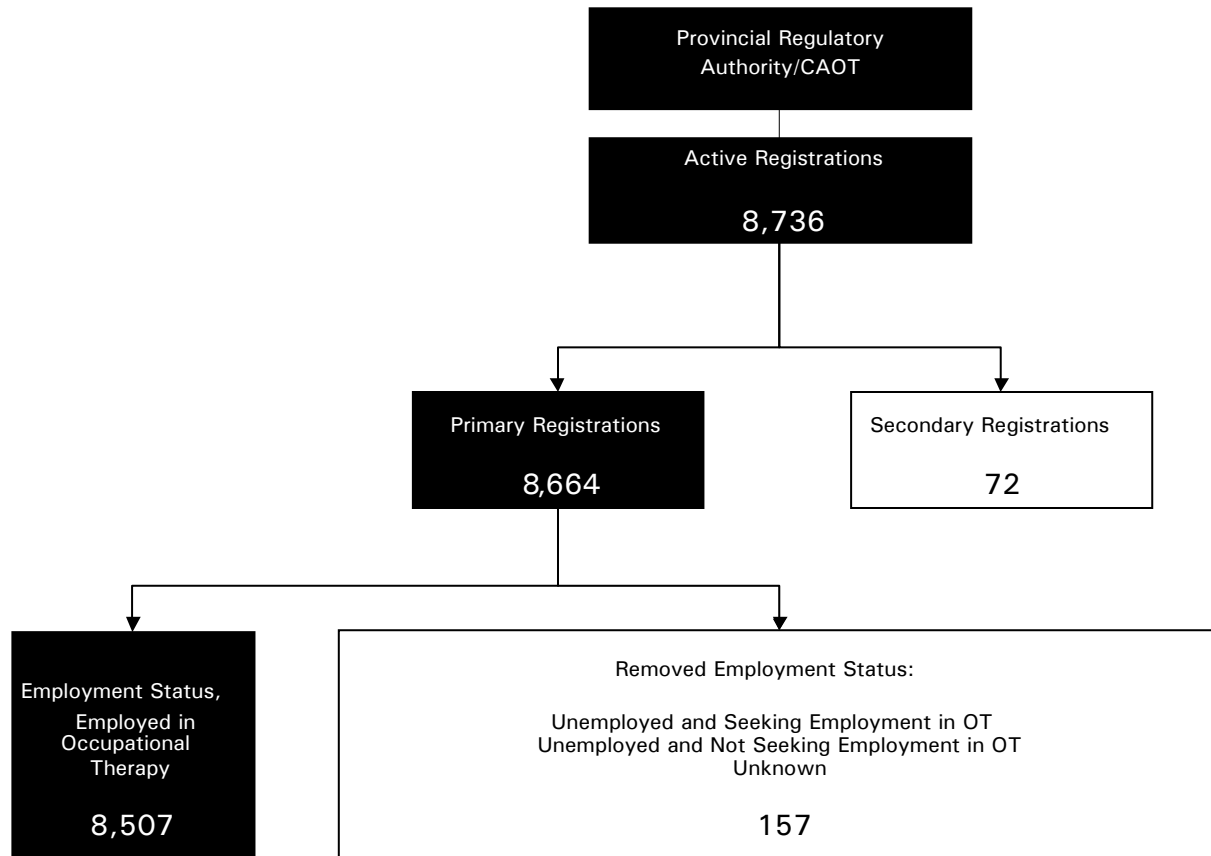 Provincial Regulatory
Authority/CAOT
Active Registrations
8,736
Primary Registrations
8,664
Secondary Registrations
72
Employment Status,
Employed in
Occupational
Therapy
8,507
Removed Employment Status:
Unemployed and Seeking Employment in OT
Unemployed and Not Seeking Employment in OT
Unknown
157